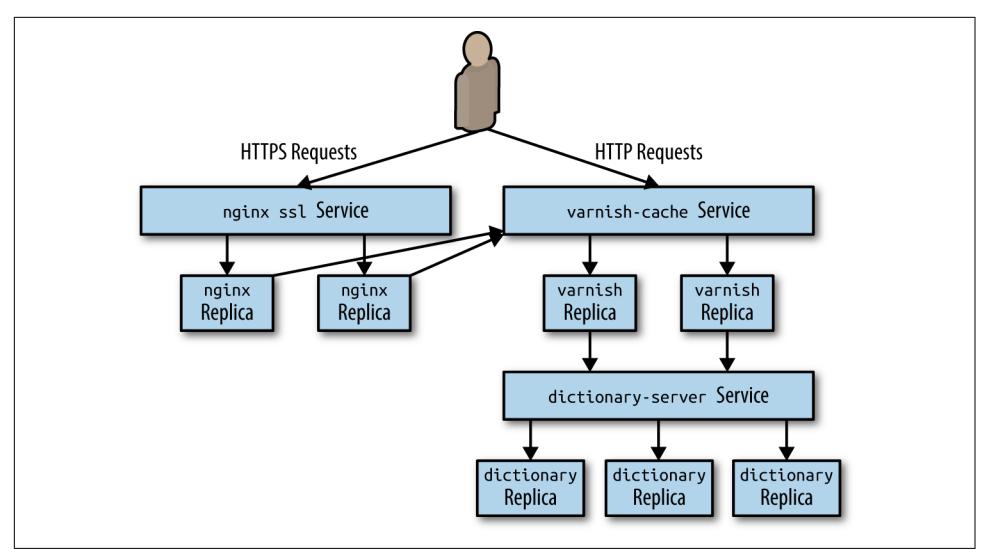 HTTPS Requests
HTTP Requests
nginx ssl Service
varnish-cache Service
nginx
Replica
nginx
Replica
varnish
Replica
varnish
Replica
dictionary-server Service
dictionary
Replica
dictionary
Replica
dictionary
Replica